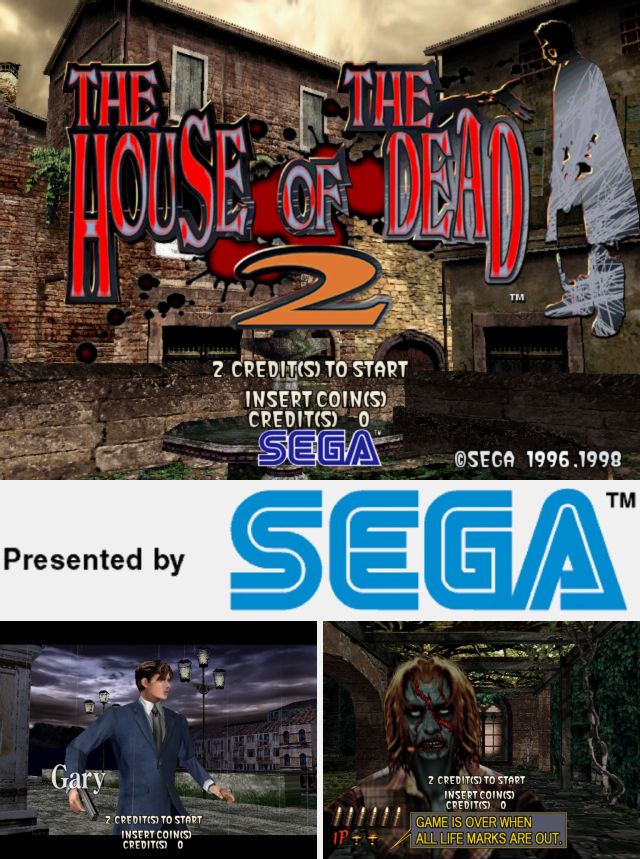 THE HOUSE OF THE DEAD
2
TM
2 CREDIT(S) TO START
INSERT COIN(S)
CREDIT(S) 0
SEGA TM
©SEGA 1996,1998
Presented by SEGA TM
Gary
2 CREDIT(S) TO START
INSERT COIN(S)
CREDIT(S) 0
2 CREDIT(S) TO START
INSERT COIN(S)
CREDIT(S) 0
1P
GAME IS OVER WHEN
ALL LIFE MARKS ARE OUT.